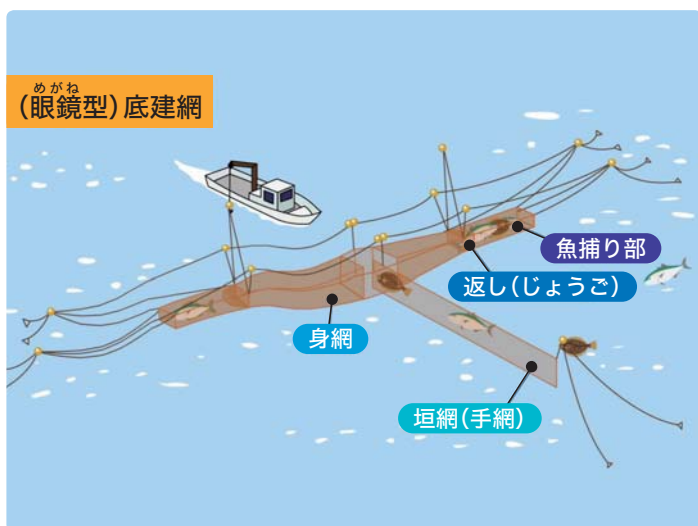 めがね
(眼鏡型)底建網
魚捕り部
返し(じょうご)
身網
垣網(手網)